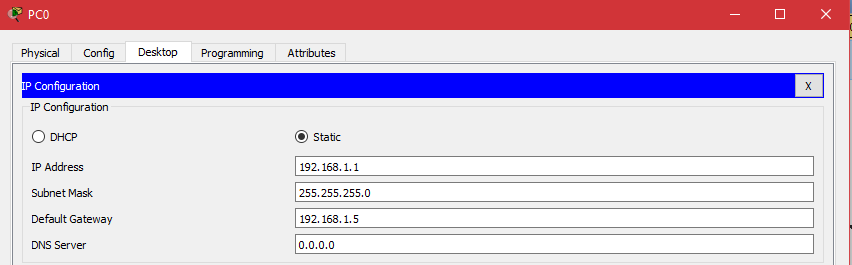 PC0
Physical Config Desktop Programming Attributes
IP Configuration X
IP Configuration
DHCP Static
IP Address 192.168.1.1
Subnet Mask 255.255.255.0
Default Gateway 192.168.1.5
DNS Server 0.0.0.0